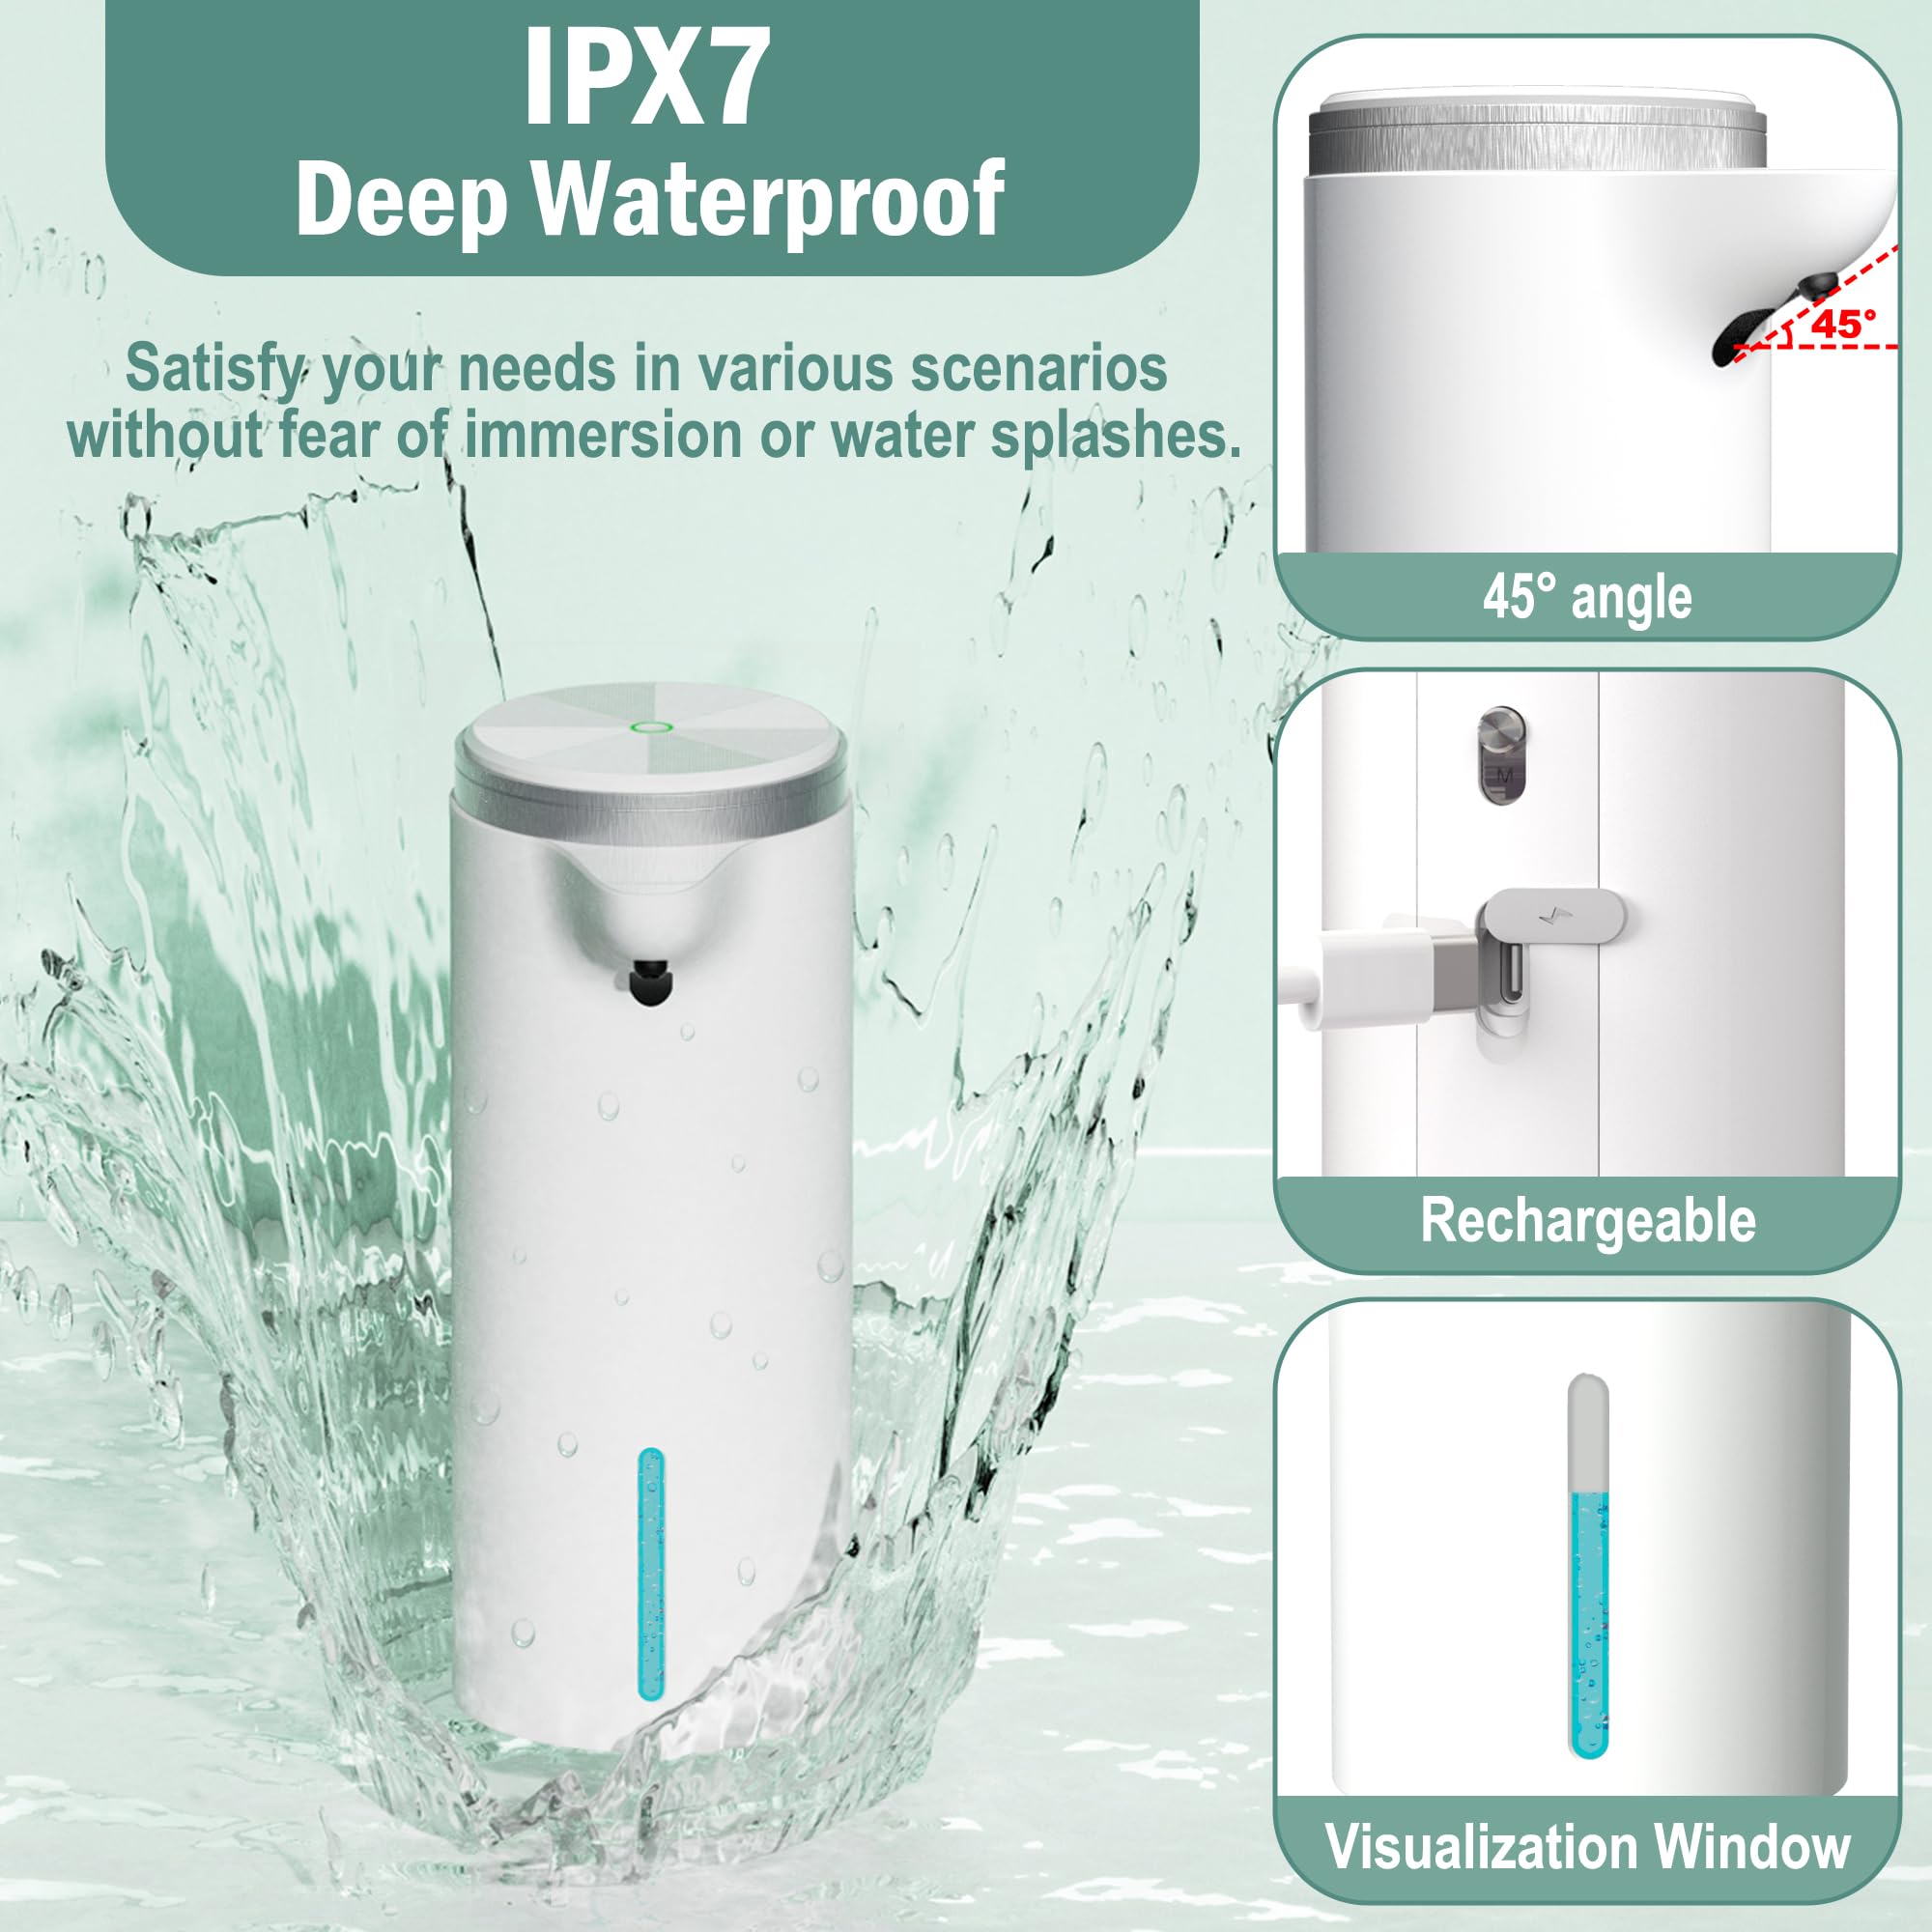 IPX7
Deep Waterproof
Satisfy your needs in various scenarios
without fear of immersion or water splashes.
45°
45° angle
M
Rechargeable
Visualization Window